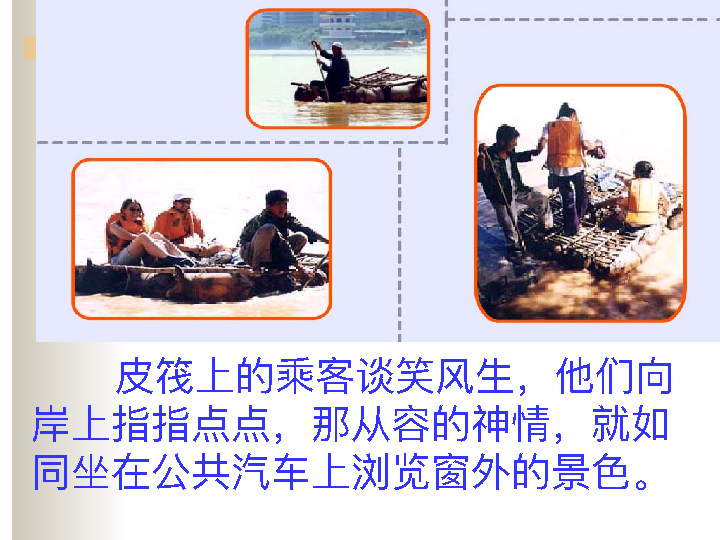 皮筏上的乘客谈笑风生，他们向
岸上指指点点，那从容的神情，就如
同坐在公共汽车上浏览窗外的景色。